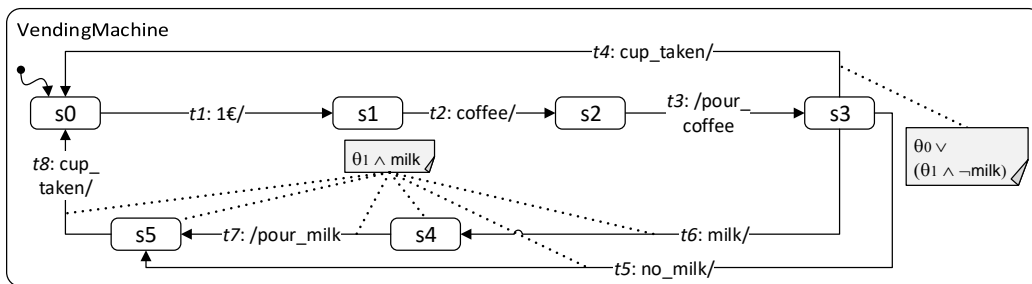 VendingMachine
t4: cup_taken/
s0
t1: 1€/
s1
t2: coffee/
s2
t3: /pour_
coffee
s3
θ0 ∨
(θ1 ∧ ¬milk)
t8: cup_
taken/
θ1 ∧ milk
s5
t7: /pour_milk
s4
t6: milk/
t5: no_milk/